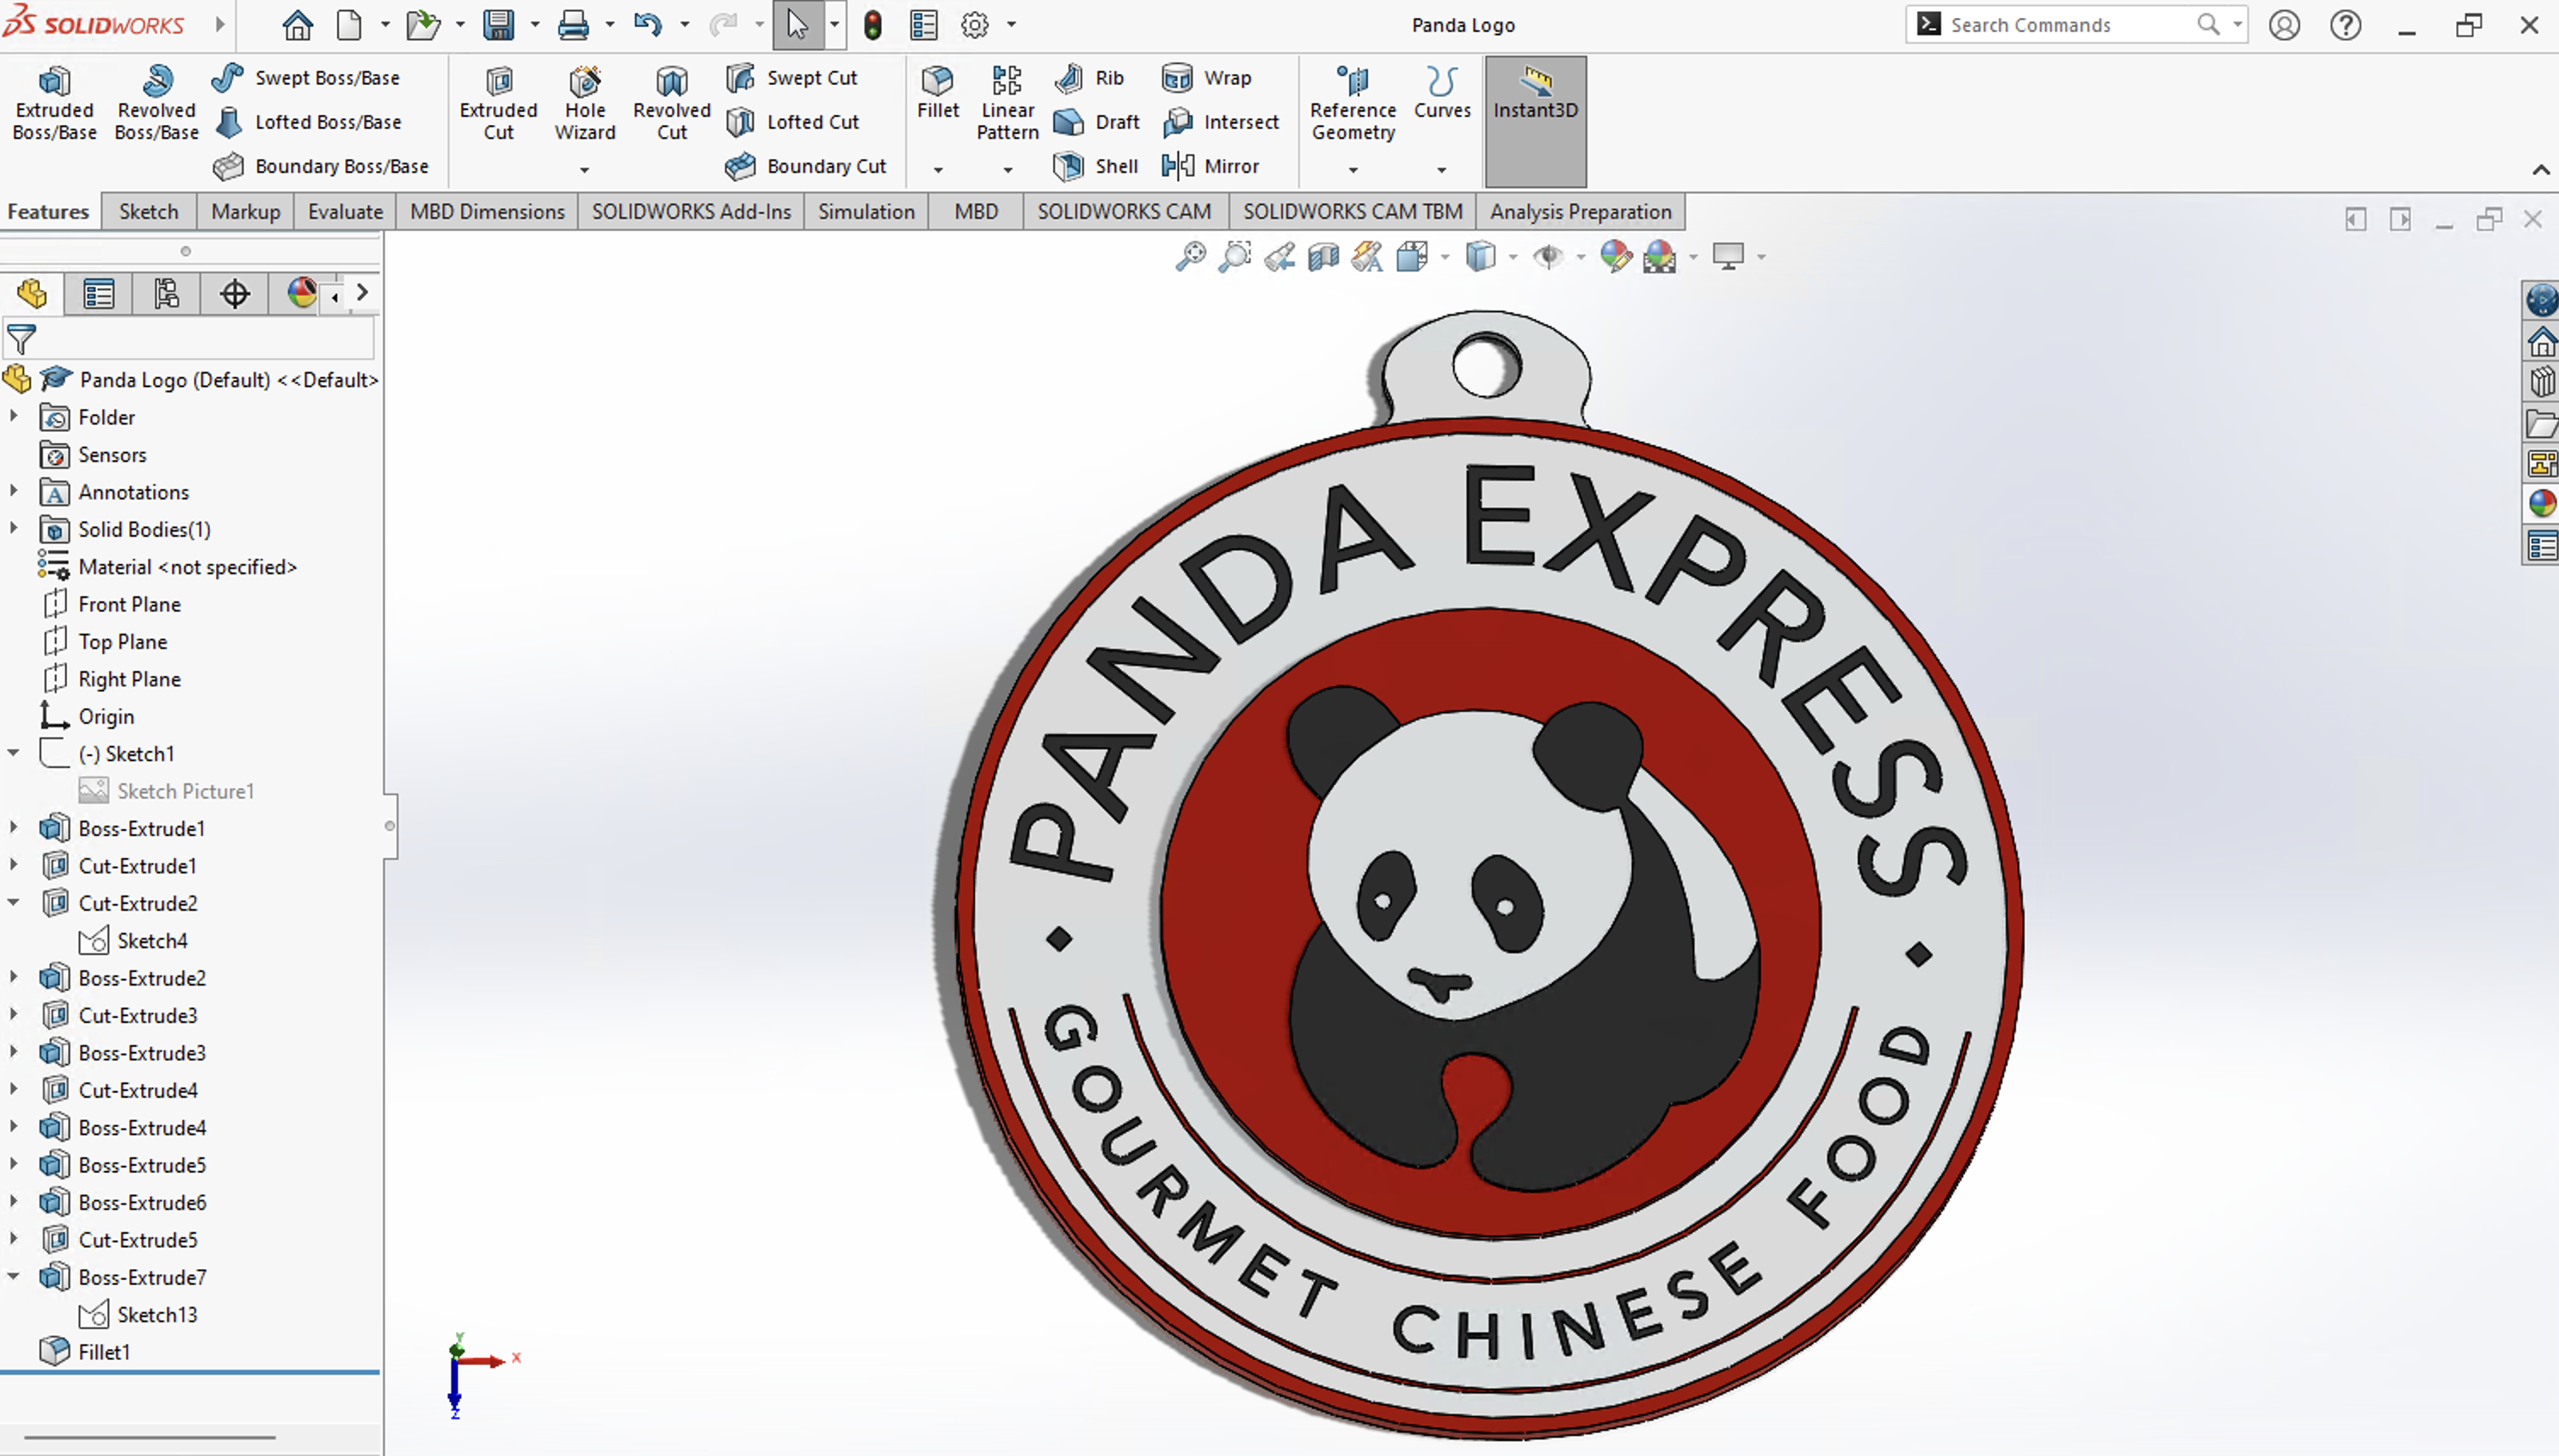 SOLIDWORKS
Panda Logo
Search Commands
Extruded Boss/Base
Revolved Boss/Base
Swept Boss/Base
Lofted Boss/Base
Boundary Boss/Base
Extruded Cut
Hole Wizard
Revolved Cut
Swept Cut
Lofted Cut
Boundary Cut
Fillet
Linear Pattern
Rib
Draft
Shell
Wrap
Intersect
Mirror
Reference Geometry
Curves
Instant3D
Features
Sketch
Markup
Evaluate
MBD Dimensions
SOLIDWORKS Add-Ins
Simulation
MBD
SOLIDWORKS CAM
SOLIDWORKS CAM TBM
Analysis Preparation
Panda Logo (Default) <<Default>
Folder
Sensors
Annotations
Solid Bodies(1)
Material <not specified>
Front Plane
Top Plane
Right Plane
Origin
(-) Sketch1
Sketch Picture1
Boss-Extrude1
Cut-Extrude1
Cut-Extrude2
Sketch4
Boss-Extrude2
Cut-Extrude3
Boss-Extrude3
Cut-Extrude4
Boss-Extrude4
Boss-Extrude5
Boss-Extrude6
Cut-Extrude5
Boss-Extrude7
Sketch13
Fillet1
PANDA EXPRESS
GOURMET CHINESE FOOD
Y
X
Z